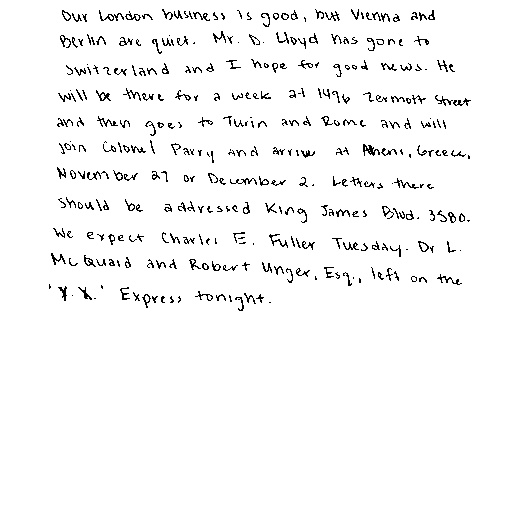 Our London business is good, but Vienna and
Berlin are quiet. Mr. D. Lloyd has gone to
Switzerland and I hope for good news. He
will be there for a week at 1496 Zermott Street
and then goes to Turin and Rome and will
join Colonel Parry and arrive at Athens, Greece,
November 27 or December 2. Letters there
should be addressed King James Blvd. 3580.
We expect Charles E. Fuller Tuesday. Dr L.
McQuaid and Robert Unger, Esq., left on the
'Y.X.' Express tonight.